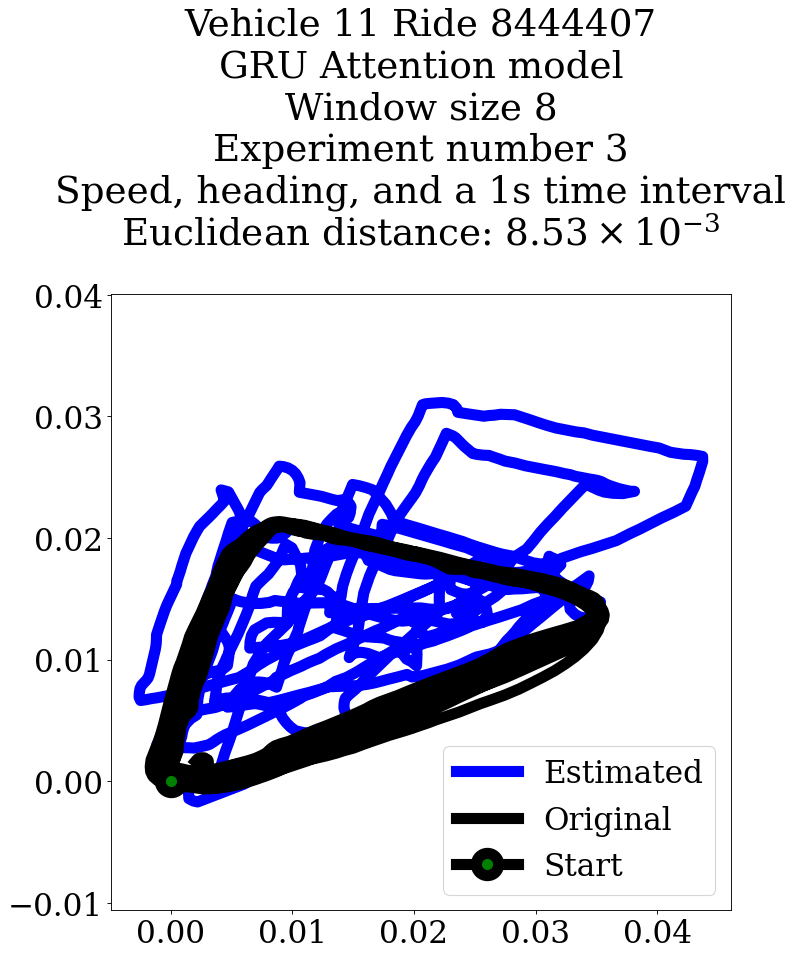 Vehicle 11 Ride 8444407
GRU Attention model
Window size 8
Experiment number 3
Speed, heading, and a 1s time interval
Euclidean distance: 8.53 × 10⁻³
0.04
0.03
0.02
0.01
0.00
−0.01
Estimated
Original
Start
0.00 0.01 0.02 0.03 0.04